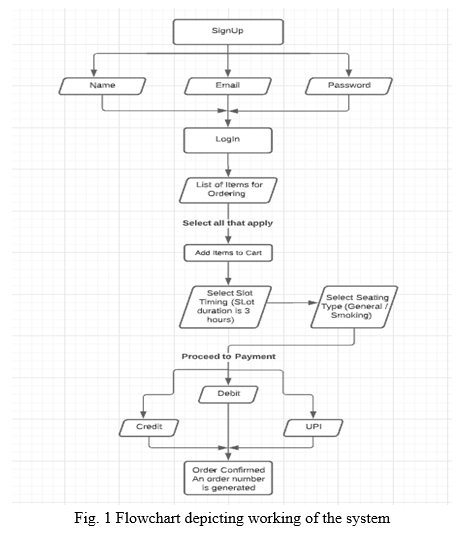 SignUp
Name
Email
Password
LogIn
List of Items for
Ordering
Select all that apply
Add Items to Cart
Select Slot
Timing (SLot
duration is 3
hours)
Select Seating
Type (General /
Smoking)
Proceed to Payment
Debit
Credit
UPI
Order Confirmed
An order number
is generated
Fig. 1 Flowchart depicting working of the system